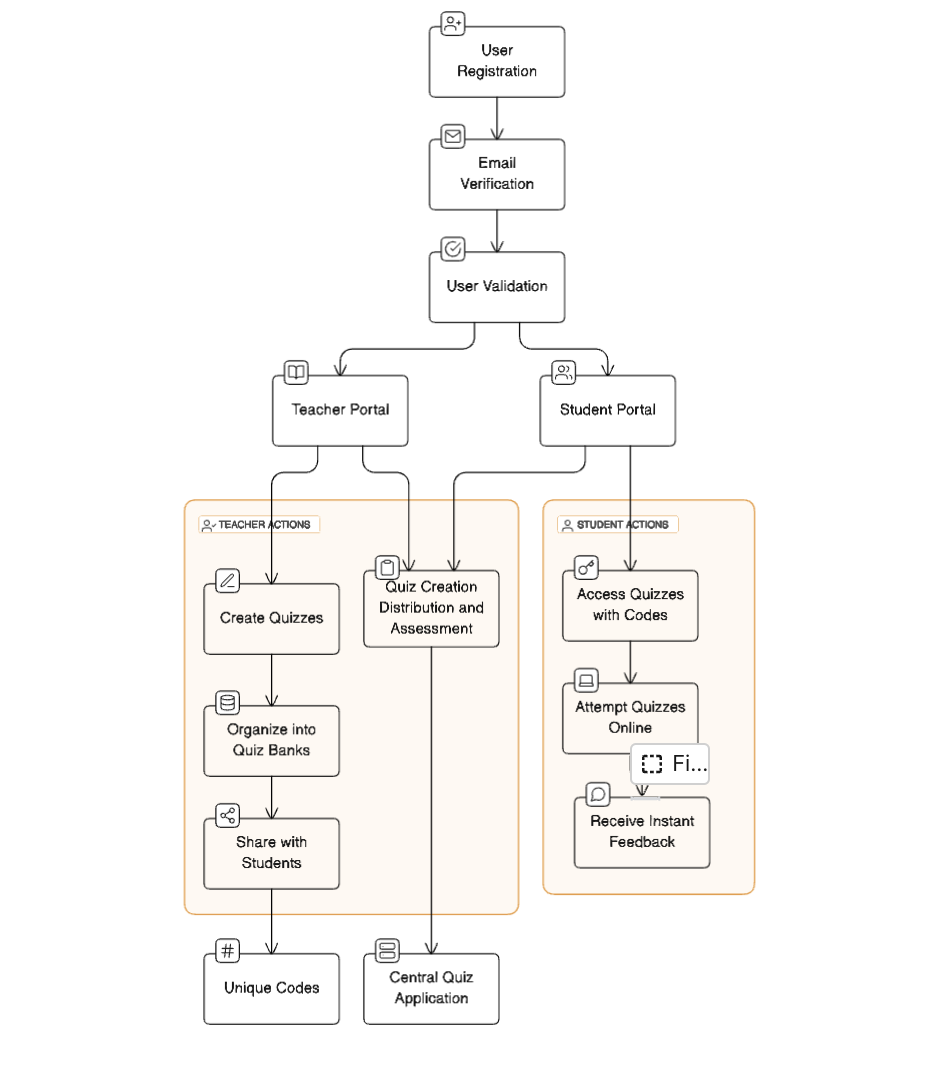 User
Registration
Email
Verification
User Validation
Teacher Portal
Student Portal
TEACHER ACTIONS
STUDENT ACTIONS
Create Quizzes
Quiz Creation
Distribution and
Assessment
Access Quizzes
with Codes
Organize into
Quiz Banks
Attempt Quizzes
Online
Fi...
Share with
Students
Receive Instant
Feedback
#
Unique Codes
Central Quiz
Application